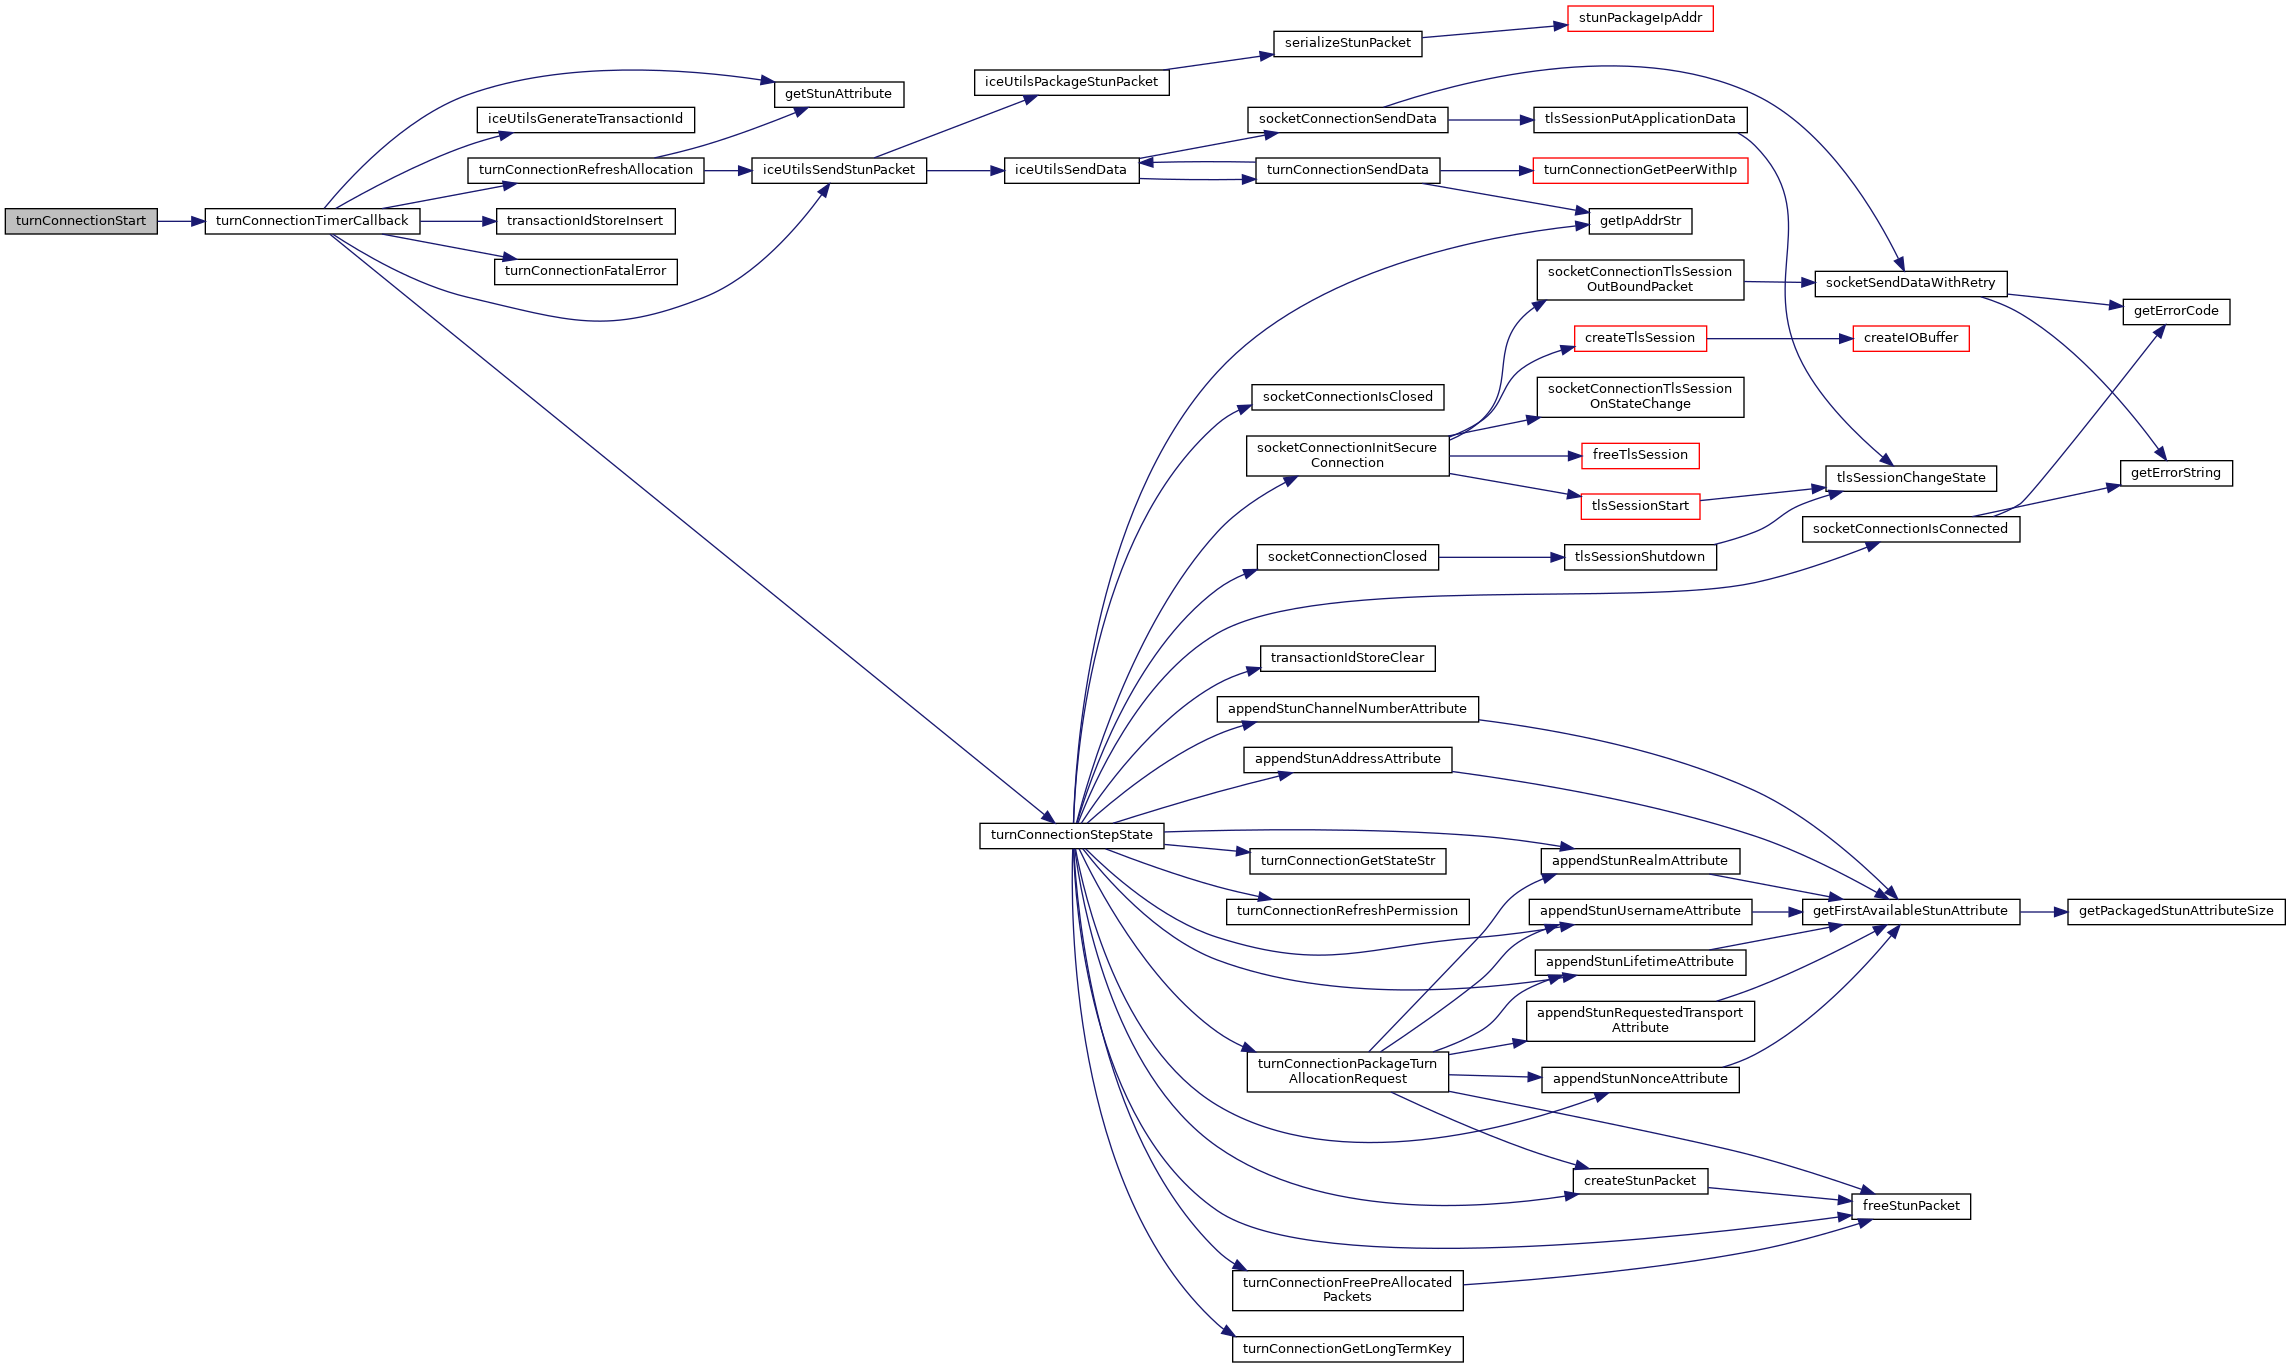 stunPackageIpAddr
serializeStunPacket
iceUtilsPackageStunPacket
getStunAttribute
iceUtilsGenerateTransactionId
socketConnectionSendData
tlsSessionPutApplicationData
turnConnectionRefreshAllocation
iceUtilsSendStunPacket
iceUtilsSendData
turnConnectionSendData
turnConnectionGetPeerWithIp
turnConnectionStart
turnConnectionTimerCallback
transactionIdStoreInsert
getIpAddrStr
turnConnectionFatalError
socketConnectionTlsSession
OutBoundPacket
socketSendDataWithRetry
getErrorCode
createTlsSession
createIOBuffer
socketConnectionIsClosed
socketConnectionTlsSession
OnStateChange
socketConnectionInitSecure
Connection
freeTlsSession
getErrorString
tlsSessionChangeState
tlsSessionStart
socketConnectionIsConnected
socketConnectionClosed
tlsSessionShutdown
transactionIdStoreClear
appendStunChannelNumberAttribute
appendStunAddressAttribute
turnConnectionStepState
turnConnectionGetStateStr
appendStunRealmAttribute
turnConnectionRefreshPermission
appendStunUsernameAttribute
getFirstAvailableStunAttribute
getPackagedStunAttributeSize
appendStunLifetimeAttribute
appendStunRequestedTransport
Attribute
turnConnectionPackageTurn
AllocationRequest
appendStunNonceAttribute
createStunPacket
freeStunPacket
turnConnectionFreePreAllocated
Packets
turnConnectionGetLongTermKey